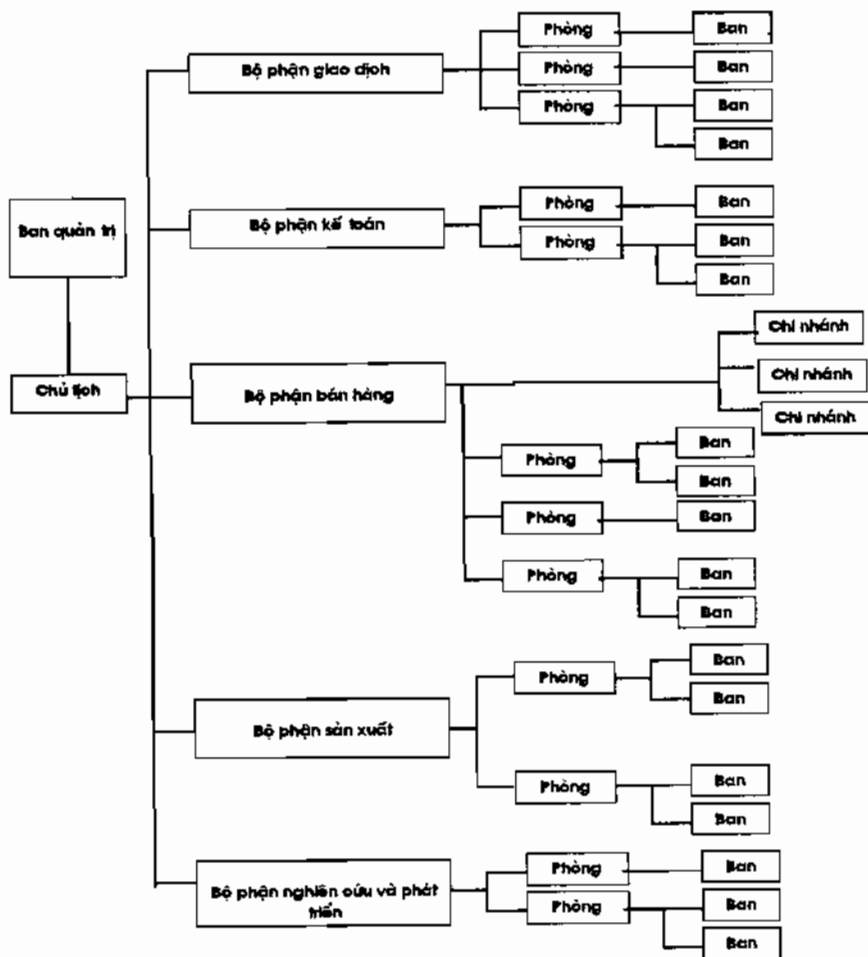 Phòng
Ban
Bộ phận giao dịch
Phòng
Ban
Phòng
Ban
Ban
Ban quản trị
Bộ phận kế toán
Phòng
Ban
Phòng
Ban
Ban
Chủ tịch
Bộ phận bán hàng
Chi nhánh
Chi nhánh
Chi nhánh
Phòng
Ban
Ban
Phòng
Ban
Phòng
Ban
Ban
Bộ phận sản xuất
Phòng
Ban
Ban
Phòng
Ban
Ban
Bộ phận nghiên cứu và phát
triển
Phòng
Ban
Phòng
Ban
Ban